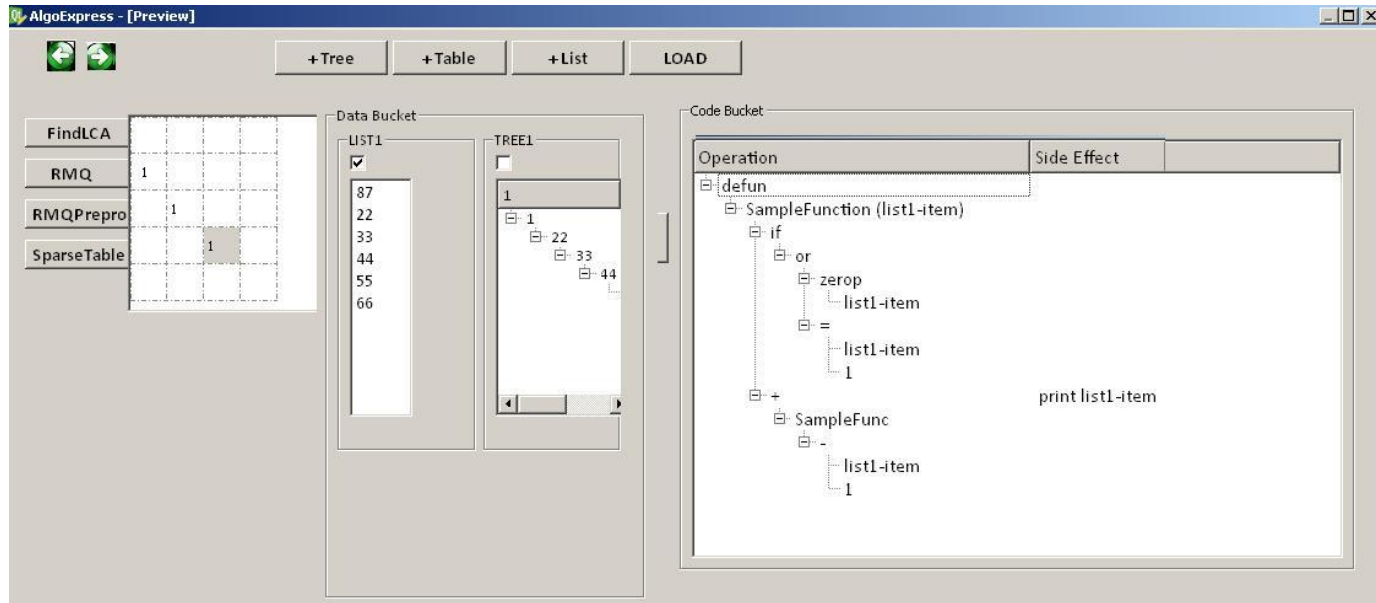 AlgoExpress - [Preview]
+Tree +Table +List LOAD
FindLCA
RMQ
RMQPrepro
SparseTable
1
1
1
Data Bucket
LIST1
87
22
33
44
55
66
TREE1
1
1
22
33
44
Code Bucket
Operation Side Effect
defun
SampleFunction (list1-item)
if
or
zerop
list1-item
=
list1-item
1
+ print list1-item
SampleFunc
-
list1-item
1